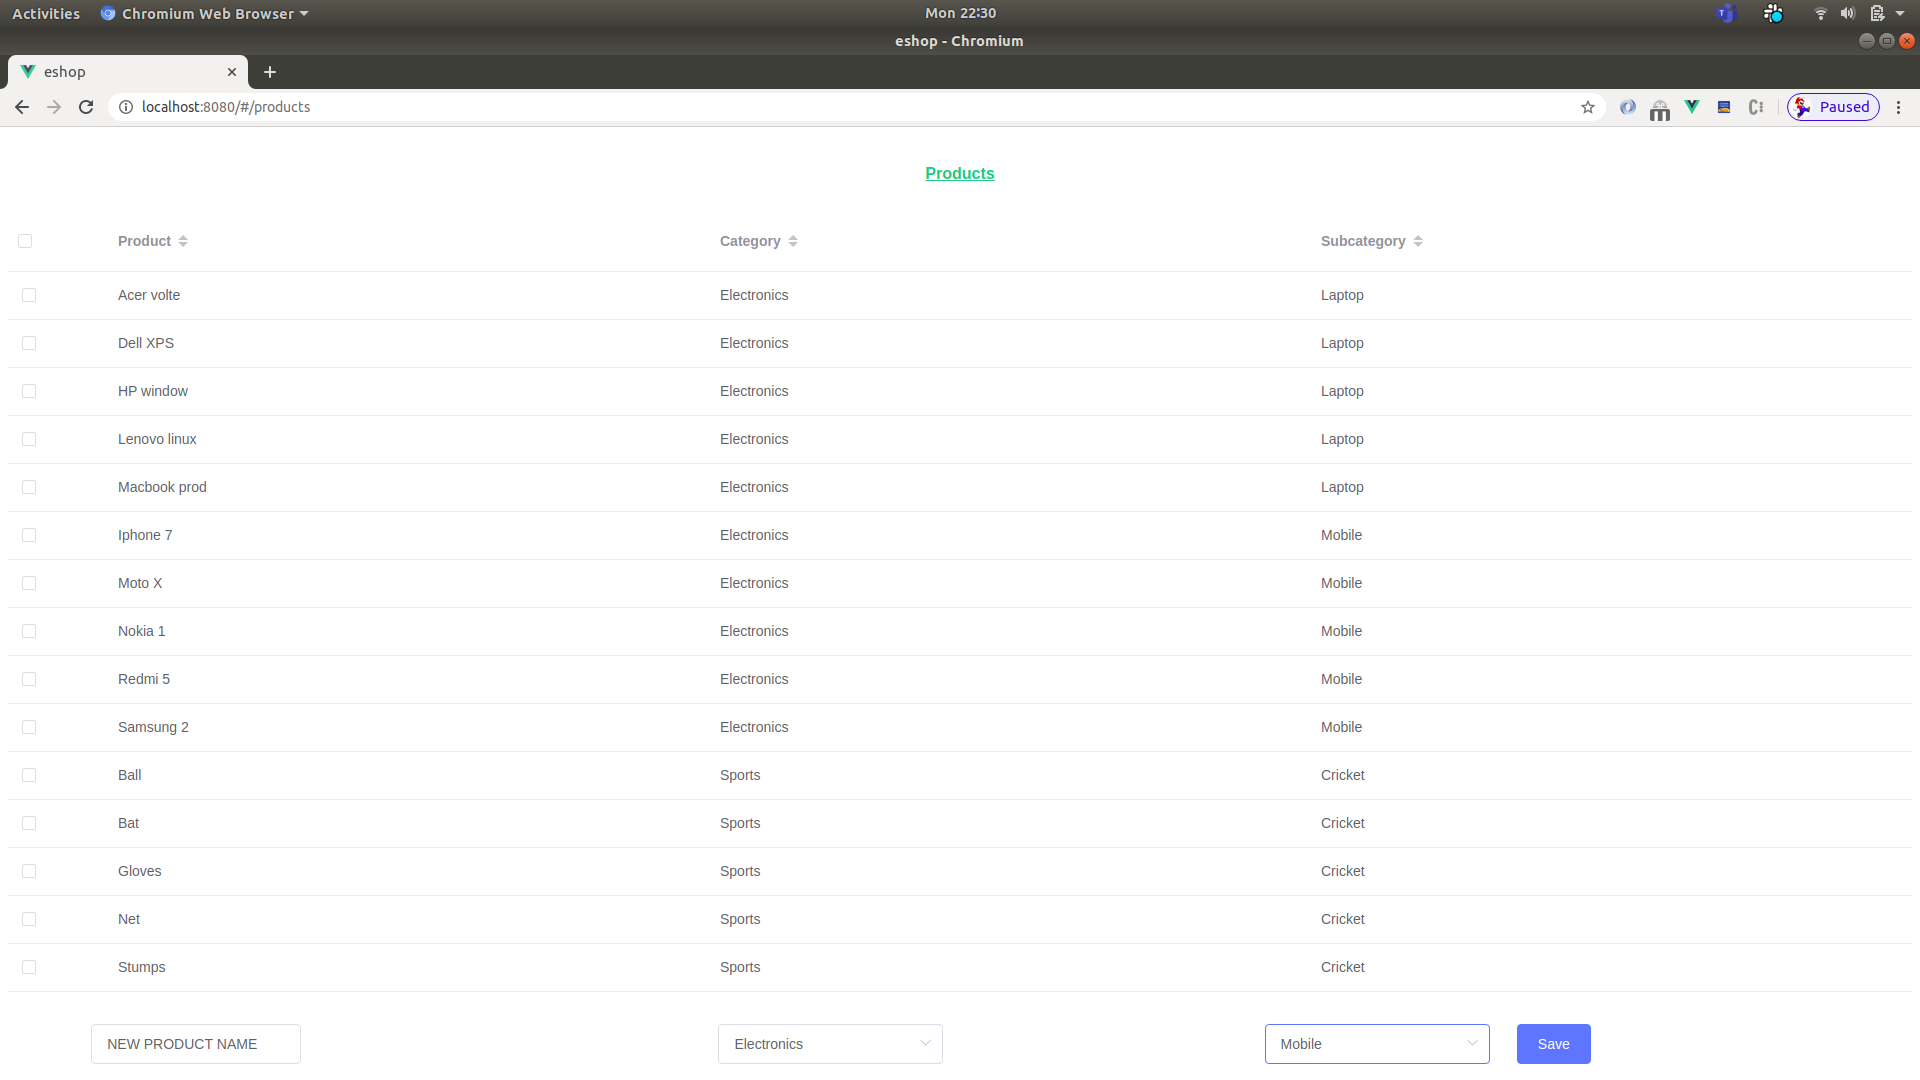 Activities Chromium Web Browser Mon 22:30
eshop - Chromium
eshop
localhost:8080/#/products Paused
Products
Product Category Subcategory
Acer volte Electronics Laptop
Dell XPS Electronics Laptop
HP window Electronics Laptop
Lenovo linux Electronics Laptop
Macbook prod Electronics Laptop
Iphone 7 Electronics Mobile
Moto X Electronics Mobile
Nokia 1 Electronics Mobile
Redmi 5 Electronics Mobile
Samsung 2 Electronics Mobile
Ball Sports Cricket
Bat Sports Cricket
Gloves Sports Cricket
Net Sports Cricket
Stumps Sports Cricket
NEW PRODUCT NAME Electronics Mobile Save